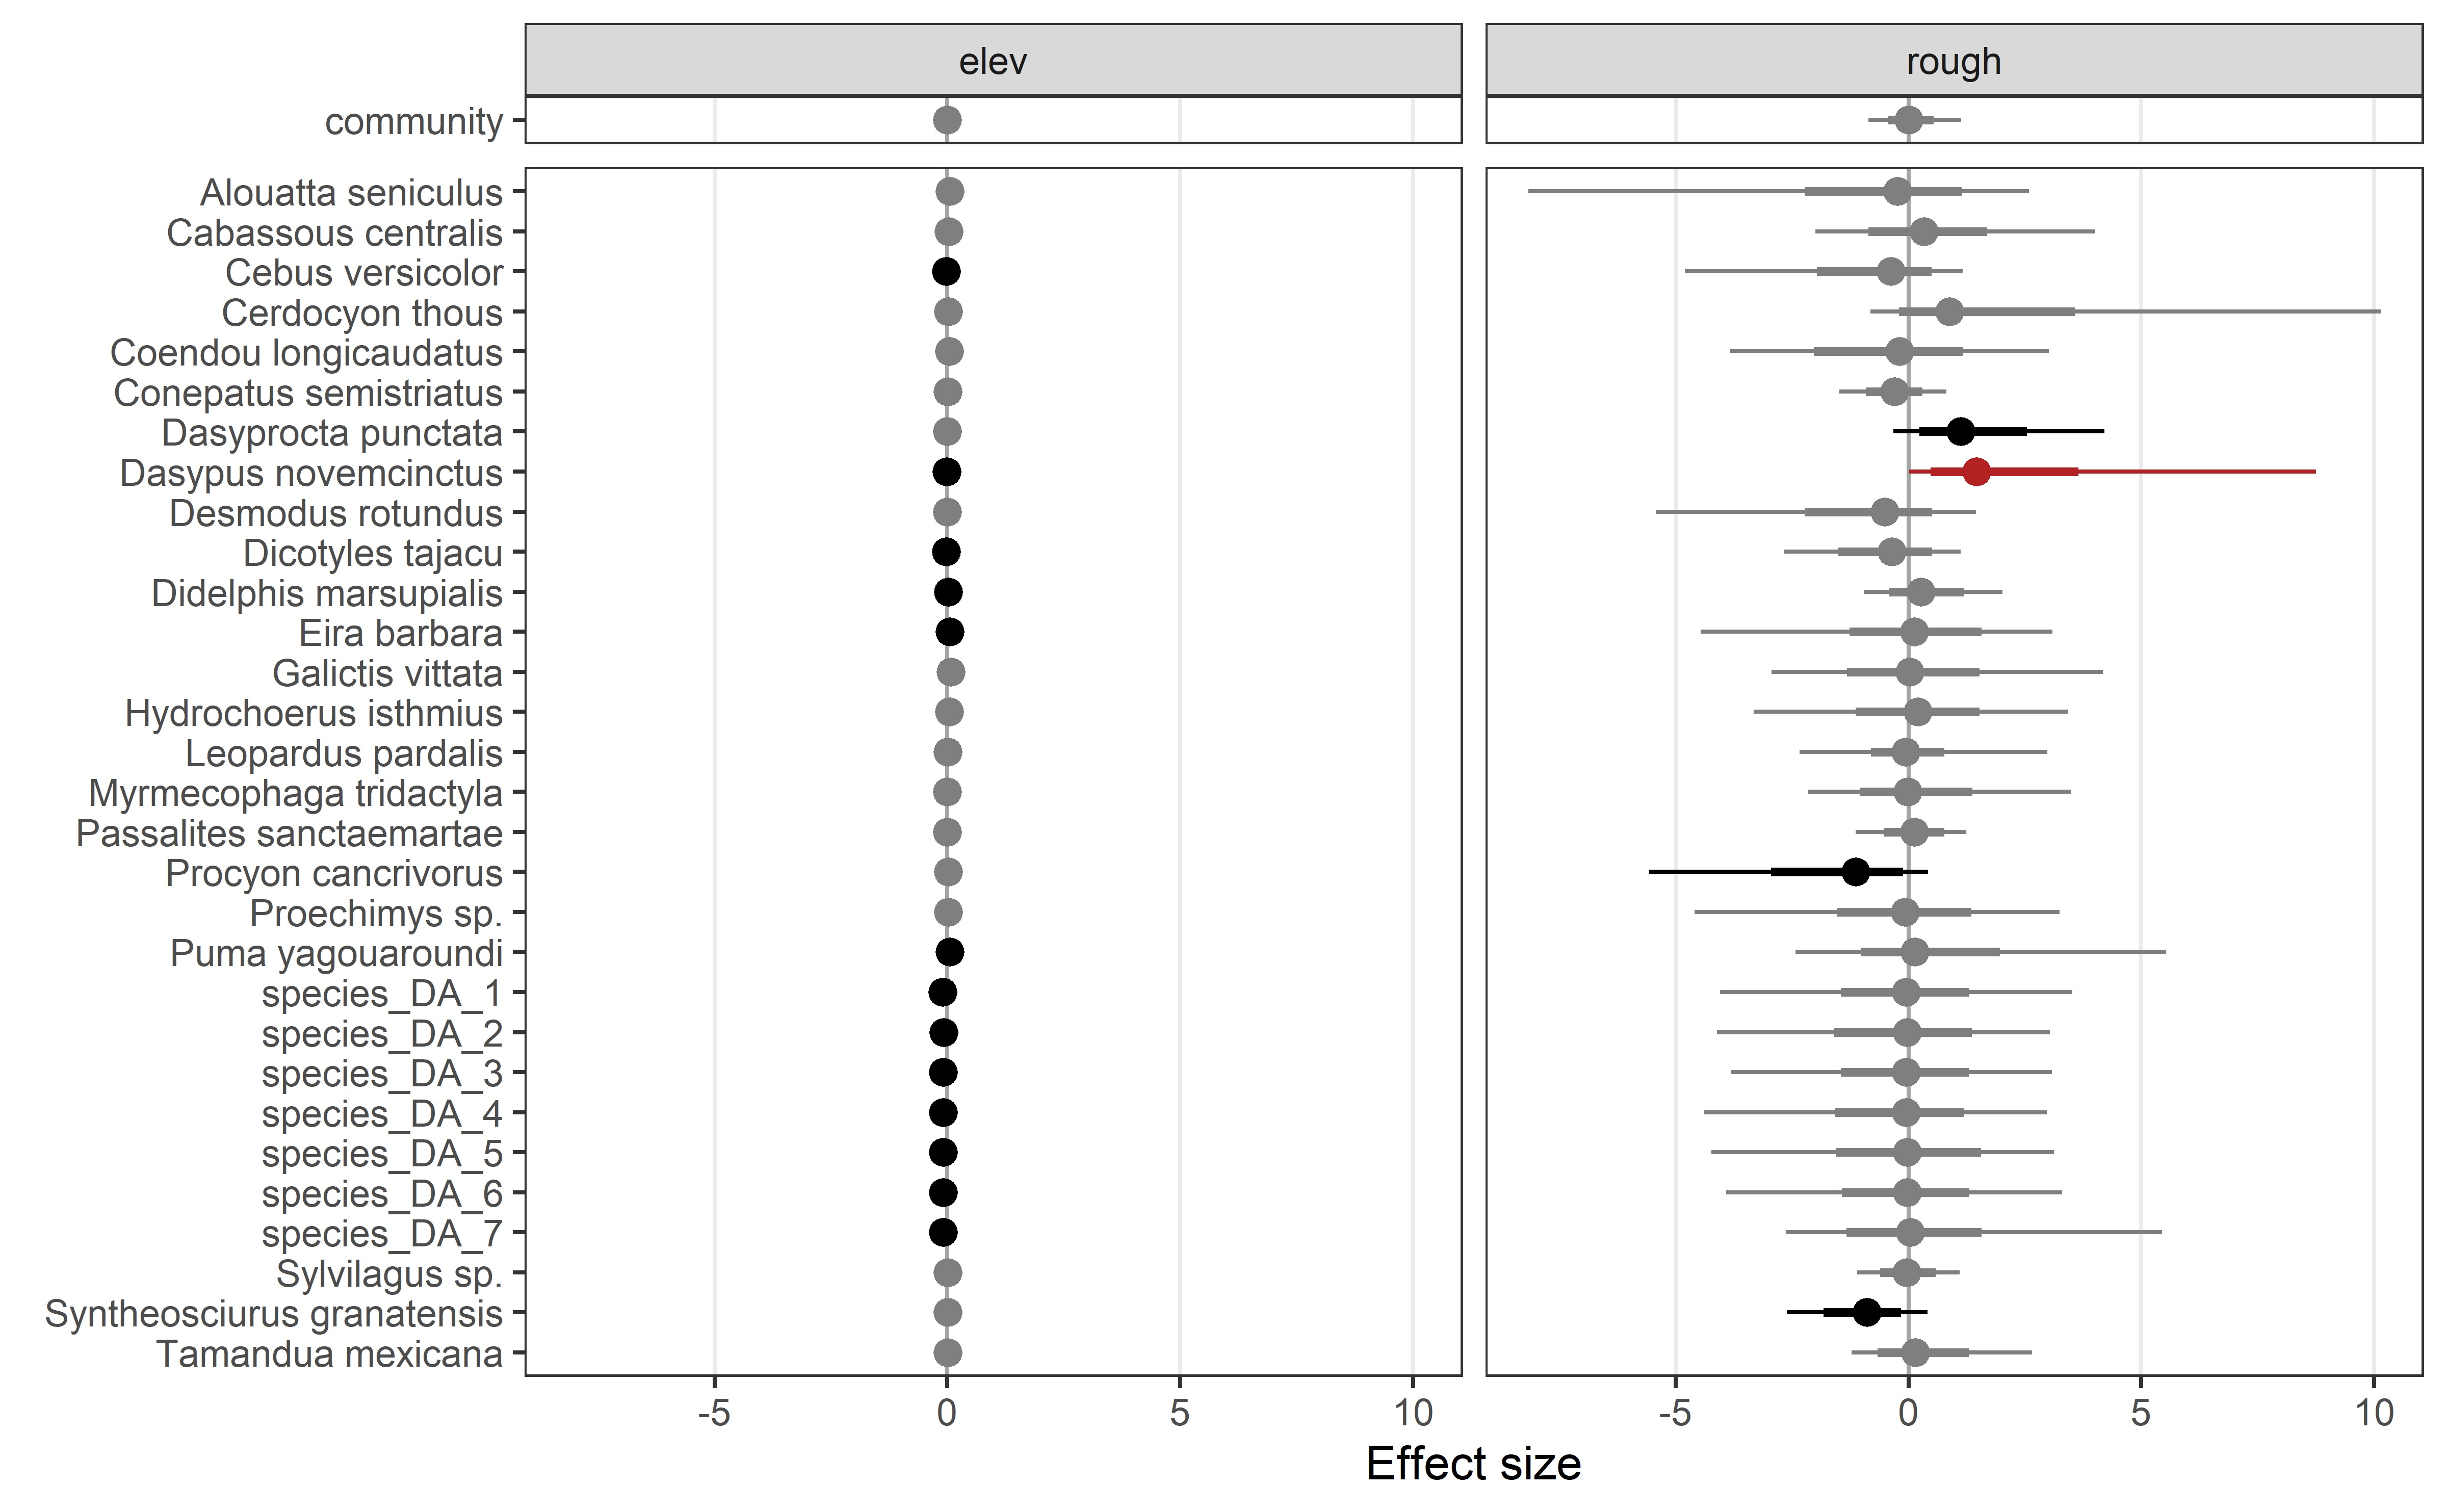 elev
rough
community
Alouatta seniculus
Cabassous centralis
Cebus versicolor
Cerdocyon thous
Coendou longicaudatus
Conepatus semistriatus
Dasyprocta punctata
Dasypus novemcinctus
Desmodus rotundus
Dicotyles tajacu
Didelphis marsupialis
Eira barbara
Galictis vittata
Hydrochoerus isthmius
Leopardus pardalis
Myrmecophaga tridactyla
Passalites sanctaemartae
Procyon cancrivorus
Proechimys sp.
Puma yagouaroundi
species_DA_1
species_DA_2
species_DA_3
species_DA_4
species_DA_5
species_DA_6
species_DA_7
Sylvilagus sp.
Syntheosciurus granatensis
Tamandua mexicana
-5 0 5 10
-5 0 5 10
Effect size